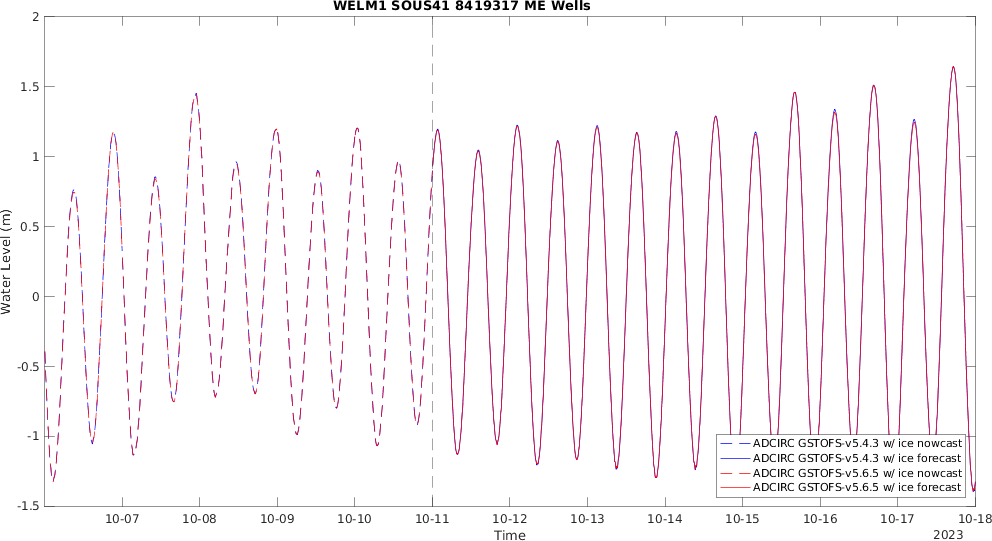 WELM1 SOUS41 8419317 ME Wells
2
1.5
1
0.5
0
-0.5
-1
-1.5
Water Level (m)
ADCIRC GSTOFS-v5.4.3 w/ ice nowcast
ADCIRC GSTOFS-v5.4.3 w/ ice forecast
ADCIRC GSTOFS-v5.6.5 w/ ice nowcast
ADCIRC GSTOFS-v5.6.5 w/ ice forecast
10-07 10-08 10-09 10-10 10-11 10-12 10-13 10-14 10-15 10-16 10-17 10-18
Time
2023